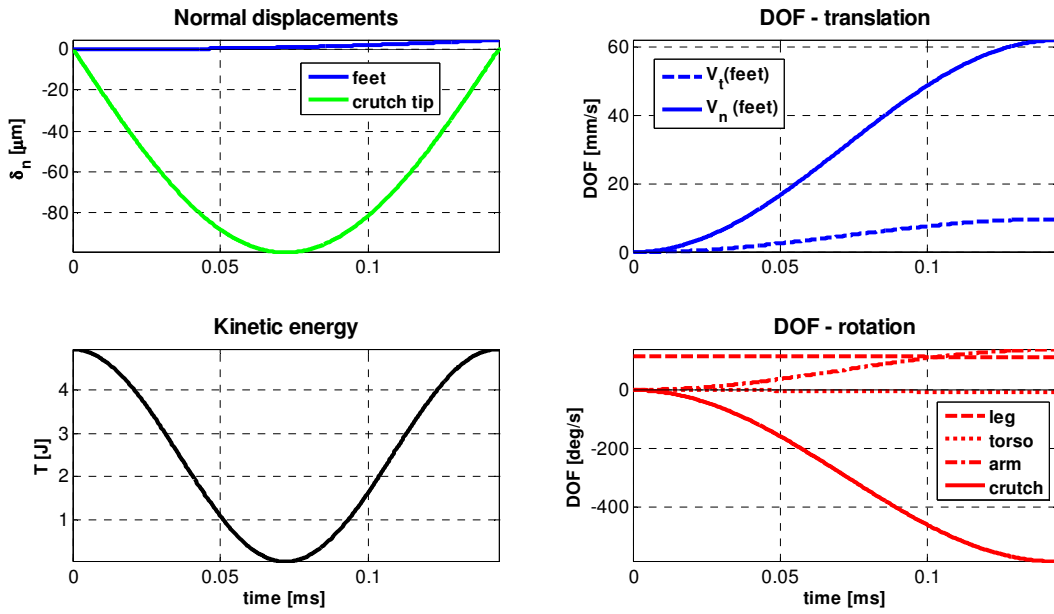 Normal displacements
0
-20
-40
-60
-80
δn [µm]
feet
crutch tip
0
0.05
0.1
DOF - translation
60
40
20
0
DOF [mm/s]
Vt(feet)
Vn (feet)
0
0.05
0.1
Kinetic energy
4
3
2
1
T [J]
0
0.05
0.1
time [ms]
DOF - rotation
0
-200
-400
DOF [deg/s]
leg
torso
arm
crutch
0
0.05
0.1
time [ms]